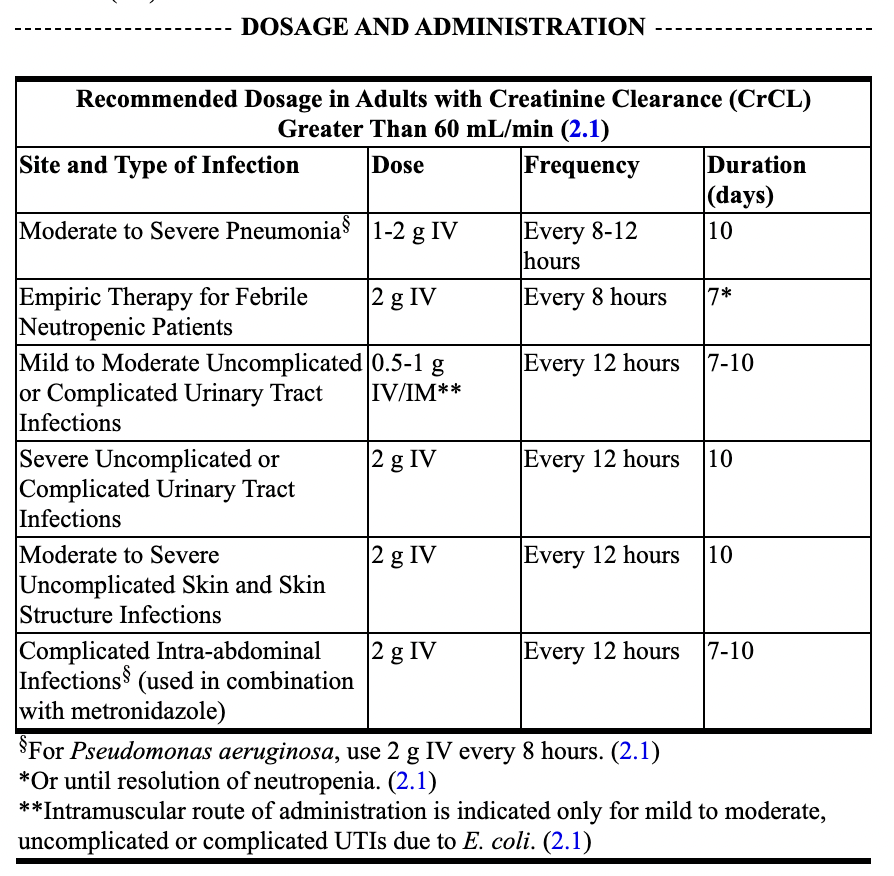 ----------------------- DOSAGE AND ADMINISTRATION -----------------------
Recommended Dosage in Adults with Creatinine Clearance (CrCL)
Greater Than 60 mL/min (2.1)
Site and Type of Infection Dose Frequency Duration
(days)
Moderate to Severe Pneumonia§ 1-2 g IV Every 8-12
hours 10
Empiric Therapy for Febrile
Neutropenic Patients 2 g IV Every 8 hours 7*
Mild to Moderate Uncomplicated
or Complicated Urinary Tract
Infections 0.5-1 g
IV/IM** Every 12 hours 7-10
Severe Uncomplicated or
Complicated Urinary Tract
Infections 2 g IV Every 12 hours 10
Moderate to Severe
Uncomplicated Skin and Skin
Structure Infections 2 g IV Every 12 hours 10
Complicated Intra-abdominal
Infections§ (used in combination
with metronidazole) 2 g IV Every 12 hours 7-10
§For Pseudomonas aeruginosa, use 2 g IV every 8 hours. (2.1)
*Or until resolution of neutropenia. (2.1)
**Intramuscular route of administration is indicated only for mild to moderate,
uncomplicated or complicated UTIs due to E. coli. (2.1)